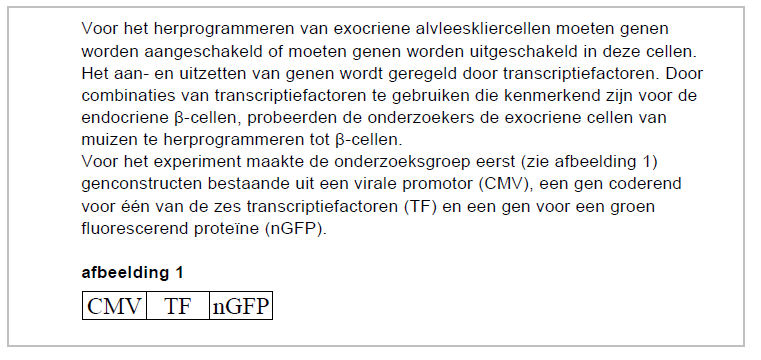 Voor het herprogrammeren van exocriene alvleeskliercellen moeten genen
worden aangeschakeld of moeten genen worden uitgeschakeld in deze cellen.
Het aan- en uitzetten van genen wordt geregeld door transcriptiefactoren. Door
combinaties van transcriptiefactoren te gebruiken die kenmerkend zijn voor de
endocriene β-cellen, probeerden de onderzoekers de exocriene cellen van
muizen te herprogrammeren tot β-cellen.
Voor het experiment maakte de onderzoeksgroep eerst (zie afbeelding 1)
genconstructen bestaande uit een virale promotor (CMV), een gen coderend
voor één van de zes transcriptiefactoren (TF) en een gen voor een groen
fluorescerend proteïne (nGFP).
afbeelding 1
CMV TF nGFP